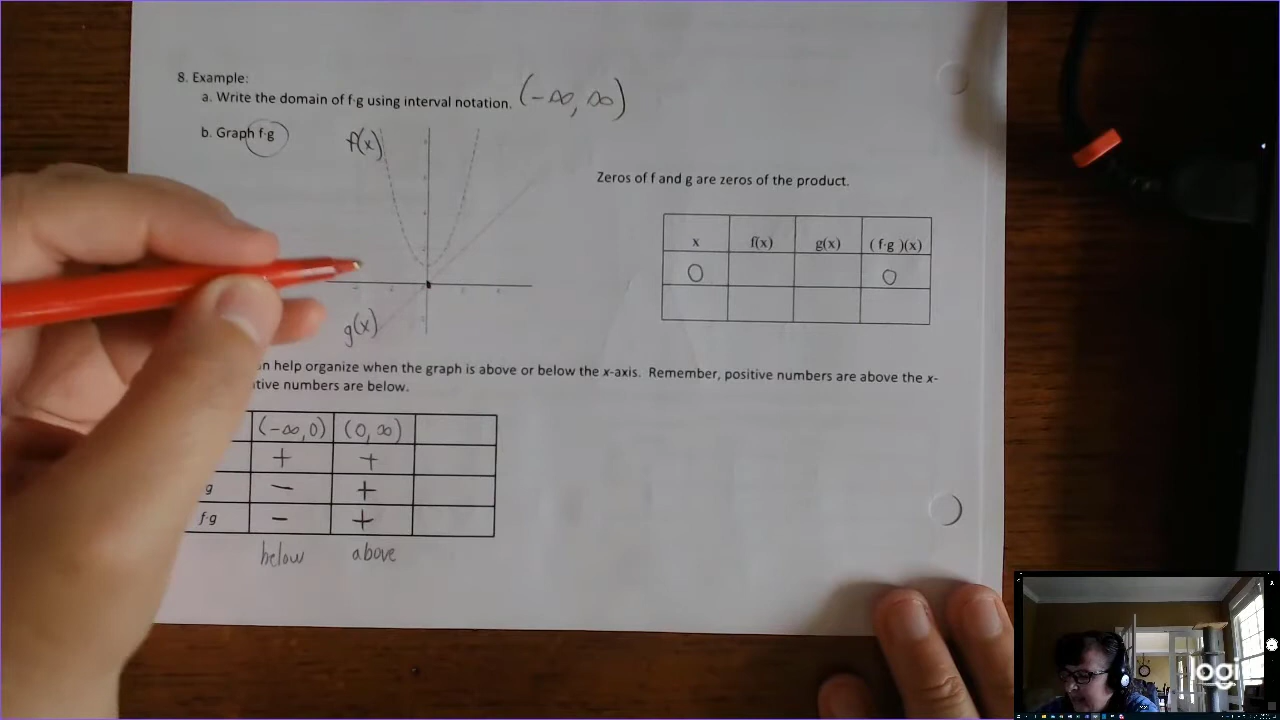 8. Example:
a. Write the domain of f·g using interval notation. (-∞, ∞)
b. Graph f·g
f(x)
Zeros of f and g are zeros of the product.
x f(x) g(x) (f·g)(x)
0 0
g(x)
help organize when the graph is above or below the x-axis. Remember, positive numbers are above the x-
numbers are below.
(-∞,0) (0,∞)
+ +
g − +
f·g − +
below above
logi